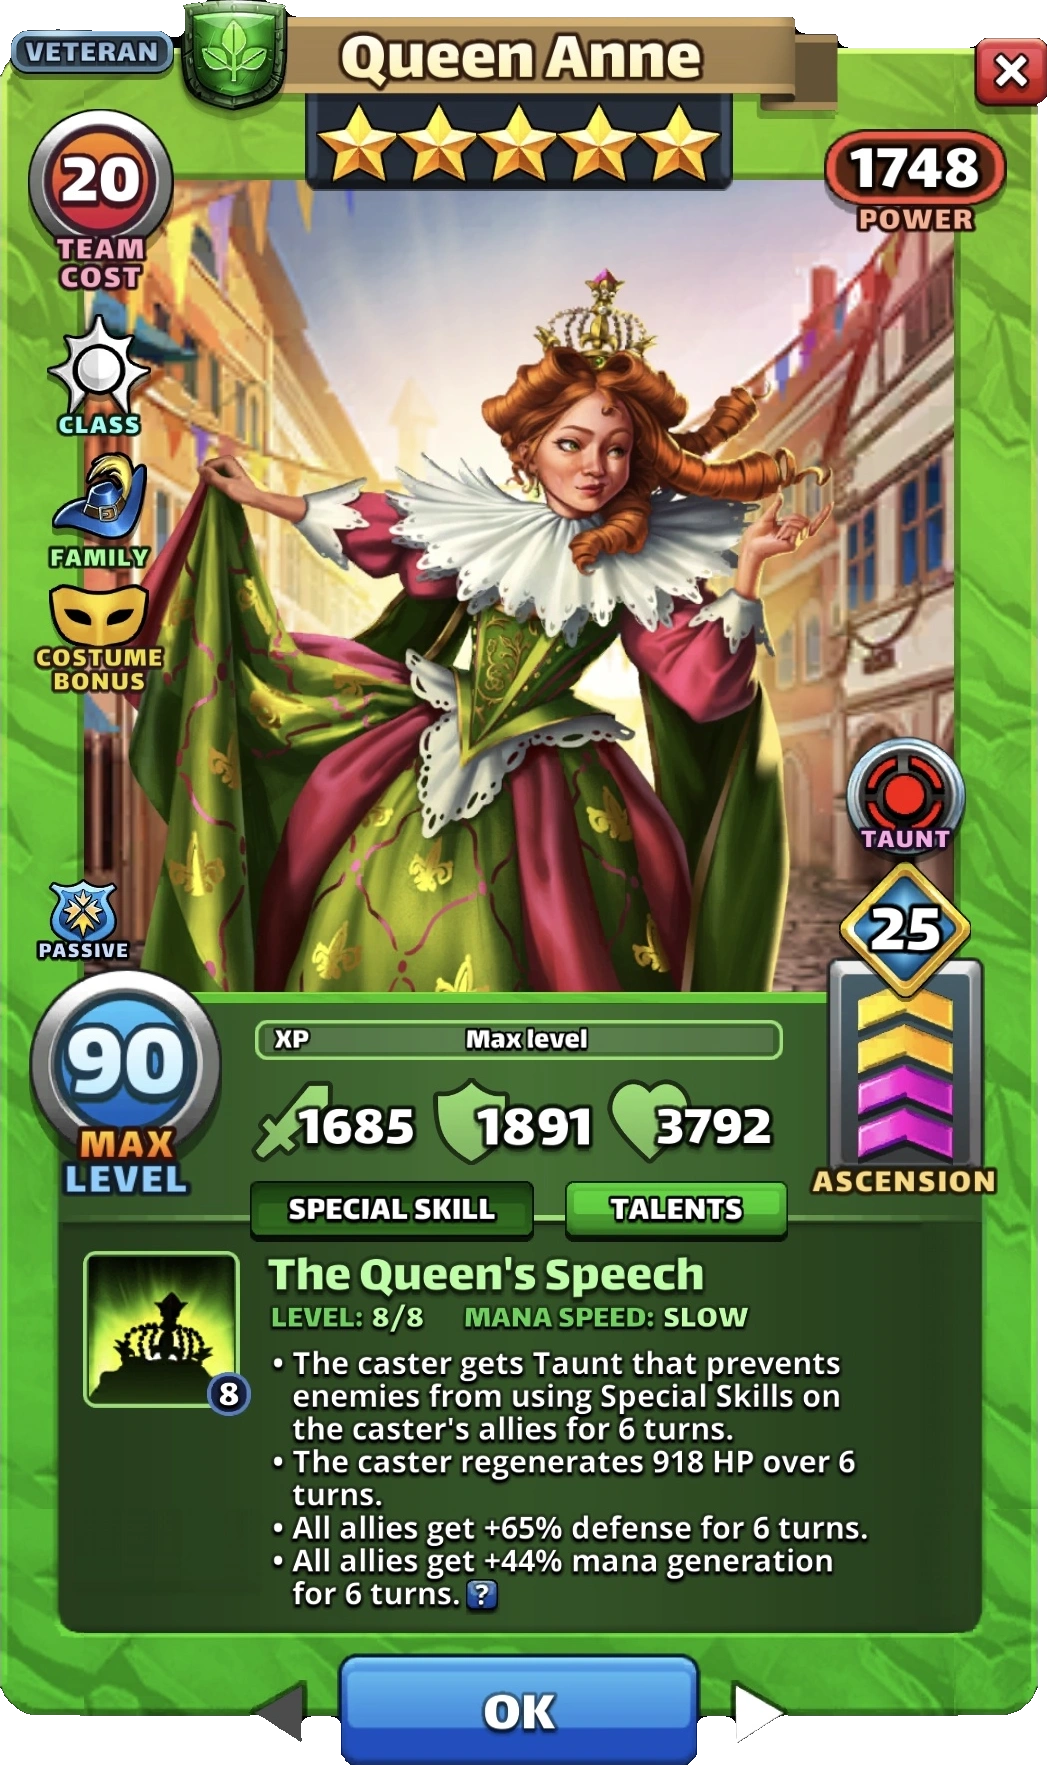 VETERAN
Queen Anne
20
TEAM
COST
1748
POWER
CLASS
FAMILY
COSTUME
BONUS
TAUNT
25
PASSIVE
90
MAX
LEVEL
XP Max level
1685 1891 3792
ASCENSION
SPECIAL SKILL TALENTS
The Queen's Speech
LEVEL: 8/8 MANA SPEED: SLOW
8
• The caster gets Taunt that prevents
enemies from using Special Skills on
the caster's allies for 6 turns.
• The caster regenerates 918 HP over 6
turns.
• All allies get +65% defense for 6 turns.
• All allies get +44% mana generation
for 6 turns. ?
OK